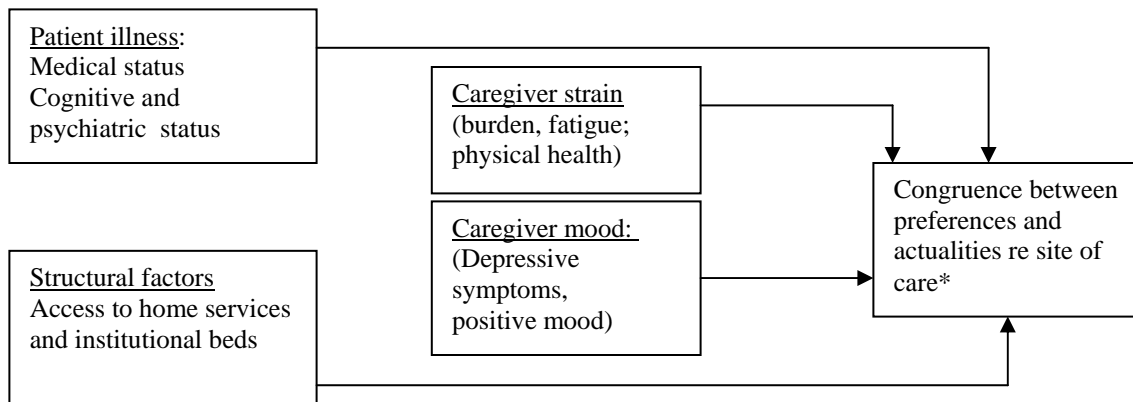 Patient illness:
Medical status
Cognitive and
psychiatric status
Caregiver strain
(burden, fatigue;
physical health)
Congruence between
preferences and
actualities re site of
care*
Caregiver mood:
(Depressive
symptoms,
positive mood)
Structural factors
Access to home services
and institutional beds